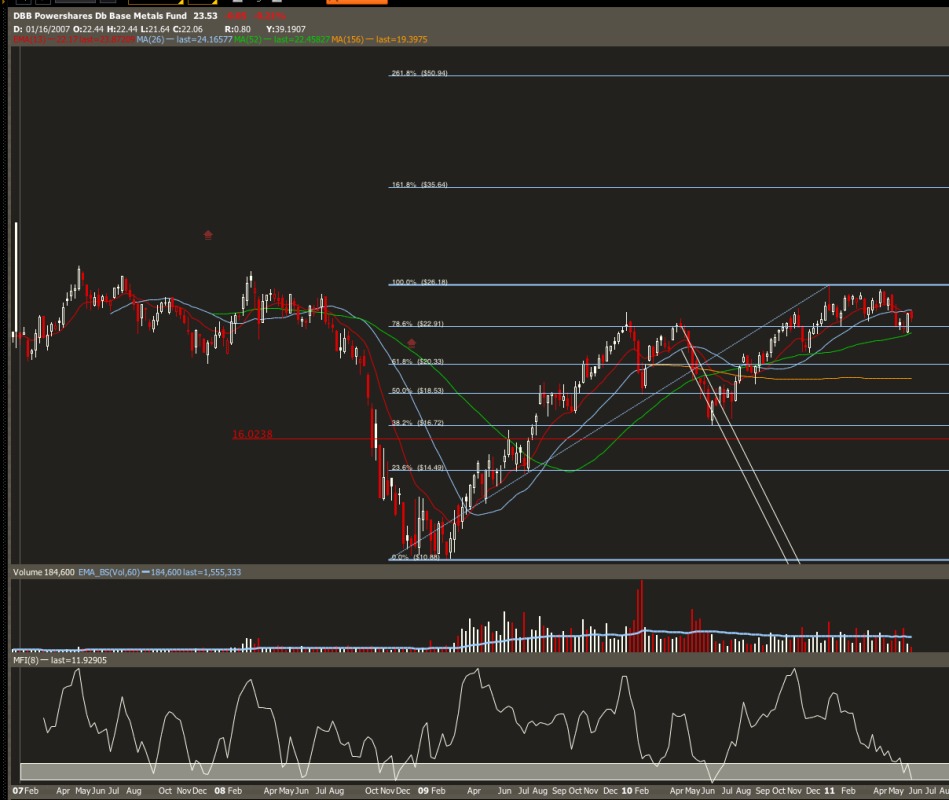 DBB Powershares Db Base Metals Fund 23.53
D: 01/16/2007 O:22.44 H:22.44 L:21.64 C:22.06 R:0.80 Y:39.1907
MA(26) — last=24.16577 MA(52) — last=22.45827 MA(156) — last=19.3975
261.8% ($50.94)
161.8% ($35.64)
100.0% ($26.18)
78.6% ($22.91)
61.8% ($20.33)
50.0% ($18.53)
38.2% ($16.72)
16.0238
23.6% ($14.49)
0.0% ($10.88)
Volume 184,600 EMA_BS(Vol,60) — 184,600 last=1,555,333
MFI(8) — last=11.92905
07 Feb Apr May Jun Jul Aug Oct Nov Dec 08 Feb Apr May Jun Jul Aug Oct Nov Dec 09 Feb Apr Jun Jul Aug Sep Oct Nov Dec 10 Feb Apr May Jun Jul Aug Sep Oct Nov Dec 11 Feb Apr May Jun Jul